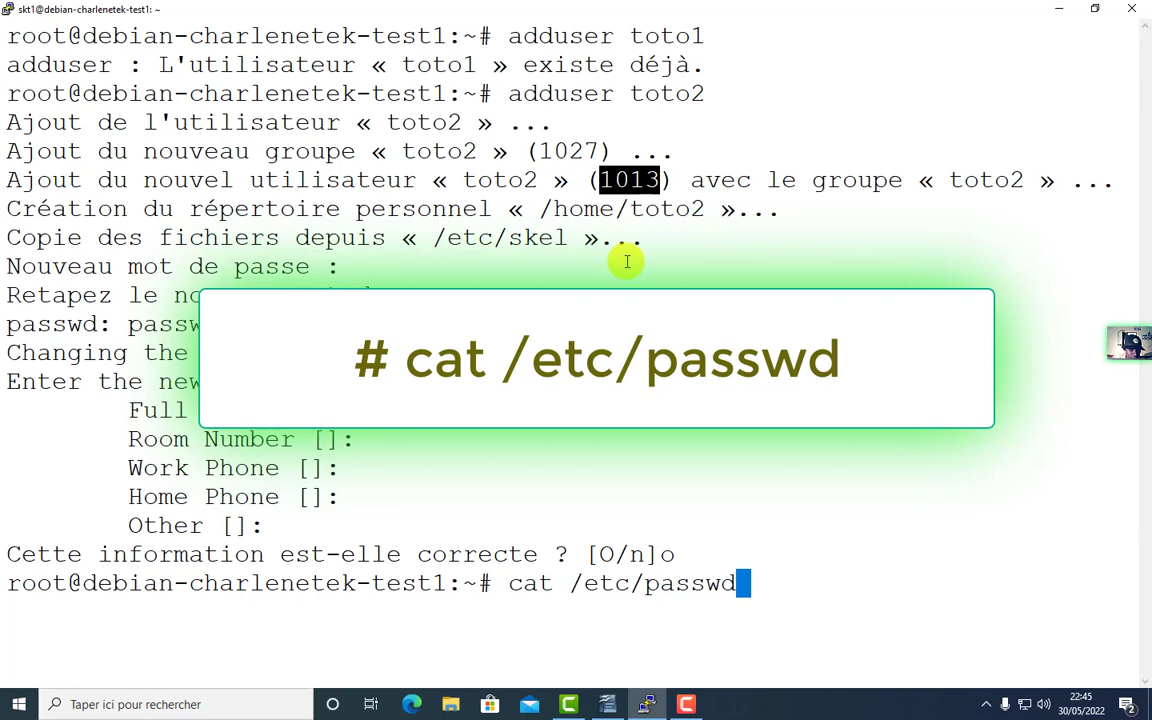 skt1@debian-charlenetek-test1: ~
root@debian-charlenetek-test1:~# adduser toto1
adduser : L'utilisateur « toto1 » existe déjà.
root@debian-charlenetek-test1:~# adduser toto2
Ajout de l'utilisateur « toto2 » ...
Ajout du nouveau groupe « toto2 » (1027) ...
Ajout du nouvel utilisateur « toto2 » (1013) avec le groupe « toto2 » ...
Création du répertoire personnel « /home/toto2 »...
Copie des fichiers depuis « /etc/skel »...
Nouveau mot de passe :
Retapez le
passwd:
Changing the
Enter the
# cat /etc/passwd
Full
Room Number []:
Work Phone []:
Home Phone []:
Other []:
Cette information est-elle correcte ? [O/n]o
root@debian-charlenetek-test1:~# cat /etc/passwd
Taper ici pour rechercher
22:45
30/05/2022
2